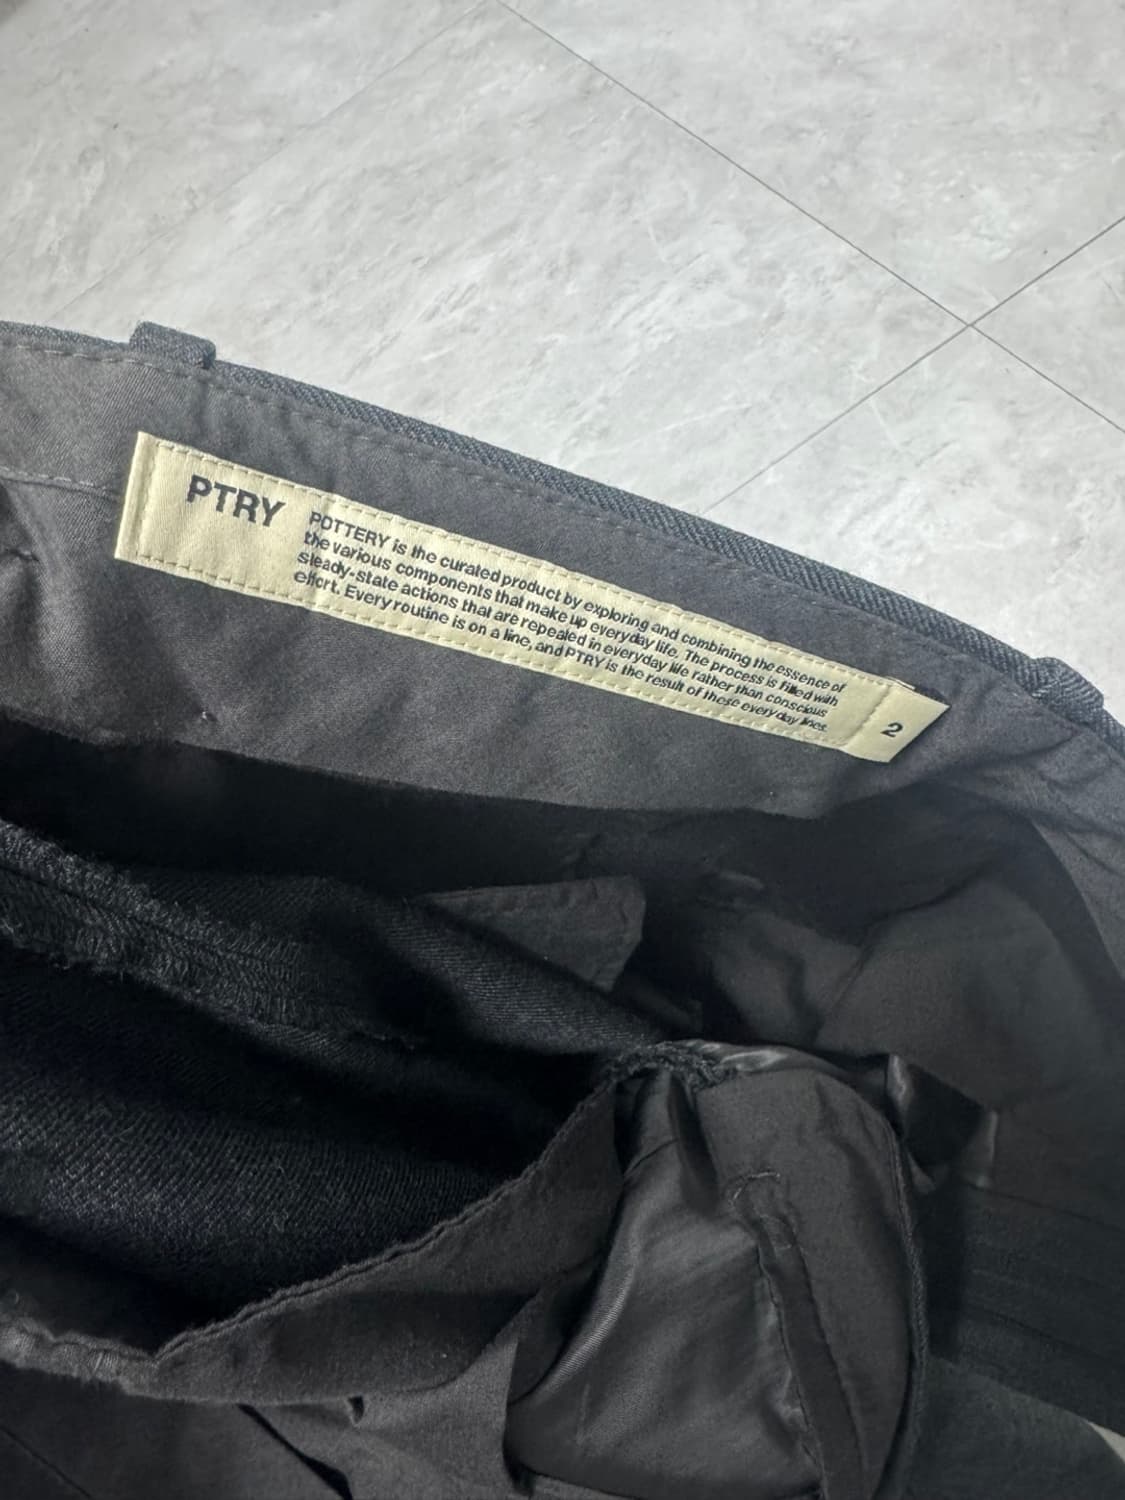 PTRY
POTTERY is the curated product by exploring and combining the essence of
the various components that make up everyday life. The process is filled with
steady-state actions that are repealed in everyday life rather than conscious
effort. Every routine is on a line, and PTRY is the result of these everyday lines.
2